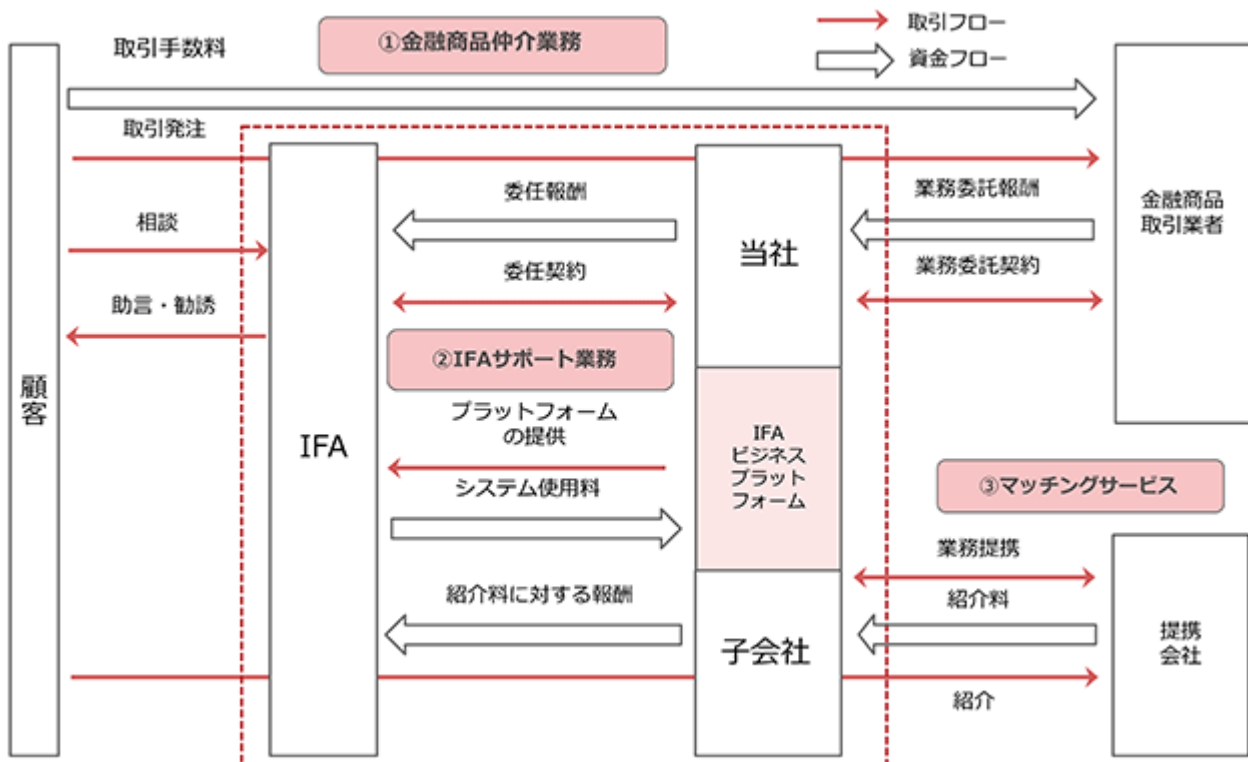 取引手数料
①金融商品仲介業務
取引フロー
資金フロー
取引発注
相談
助言・勧誘
顧客
IFA
委任報酬
委任契約
②IFAサポート業務
プラットフォーム
の提供
システム使用料
紹介料に対する報酬
当社
IFA
ビジネス
プラット
フォーム
子会社
業務委託報酬
業務委託契約
金融商品
取引業者
③マッチングサービス
業務提携
紹介料
紹介
提携
会社